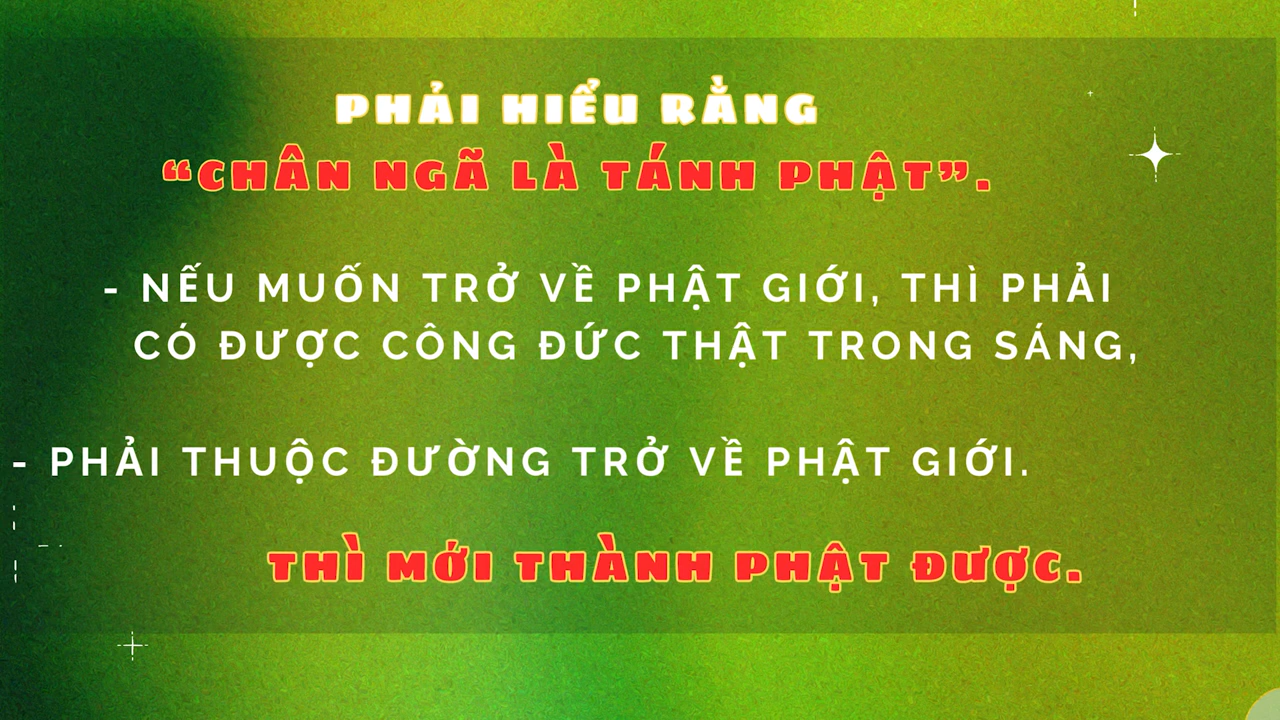 PHẢI HIỂU RẰNG
“CHÂN NGÃ LÀ TÁNH PHẬT”.
- NẾU MUỐN TRỞ VỀ PHẬT GIỚI, THÌ PHẢI
CÓ ĐƯỢC CÔNG ĐỨC THẬT TRONG SÁNG,
- PHẢI THUỘC ĐƯỜNG TRỞ VỀ PHẬT GIỚI.
THÌ MỚI THÀNH PHẬT ĐƯỢC.